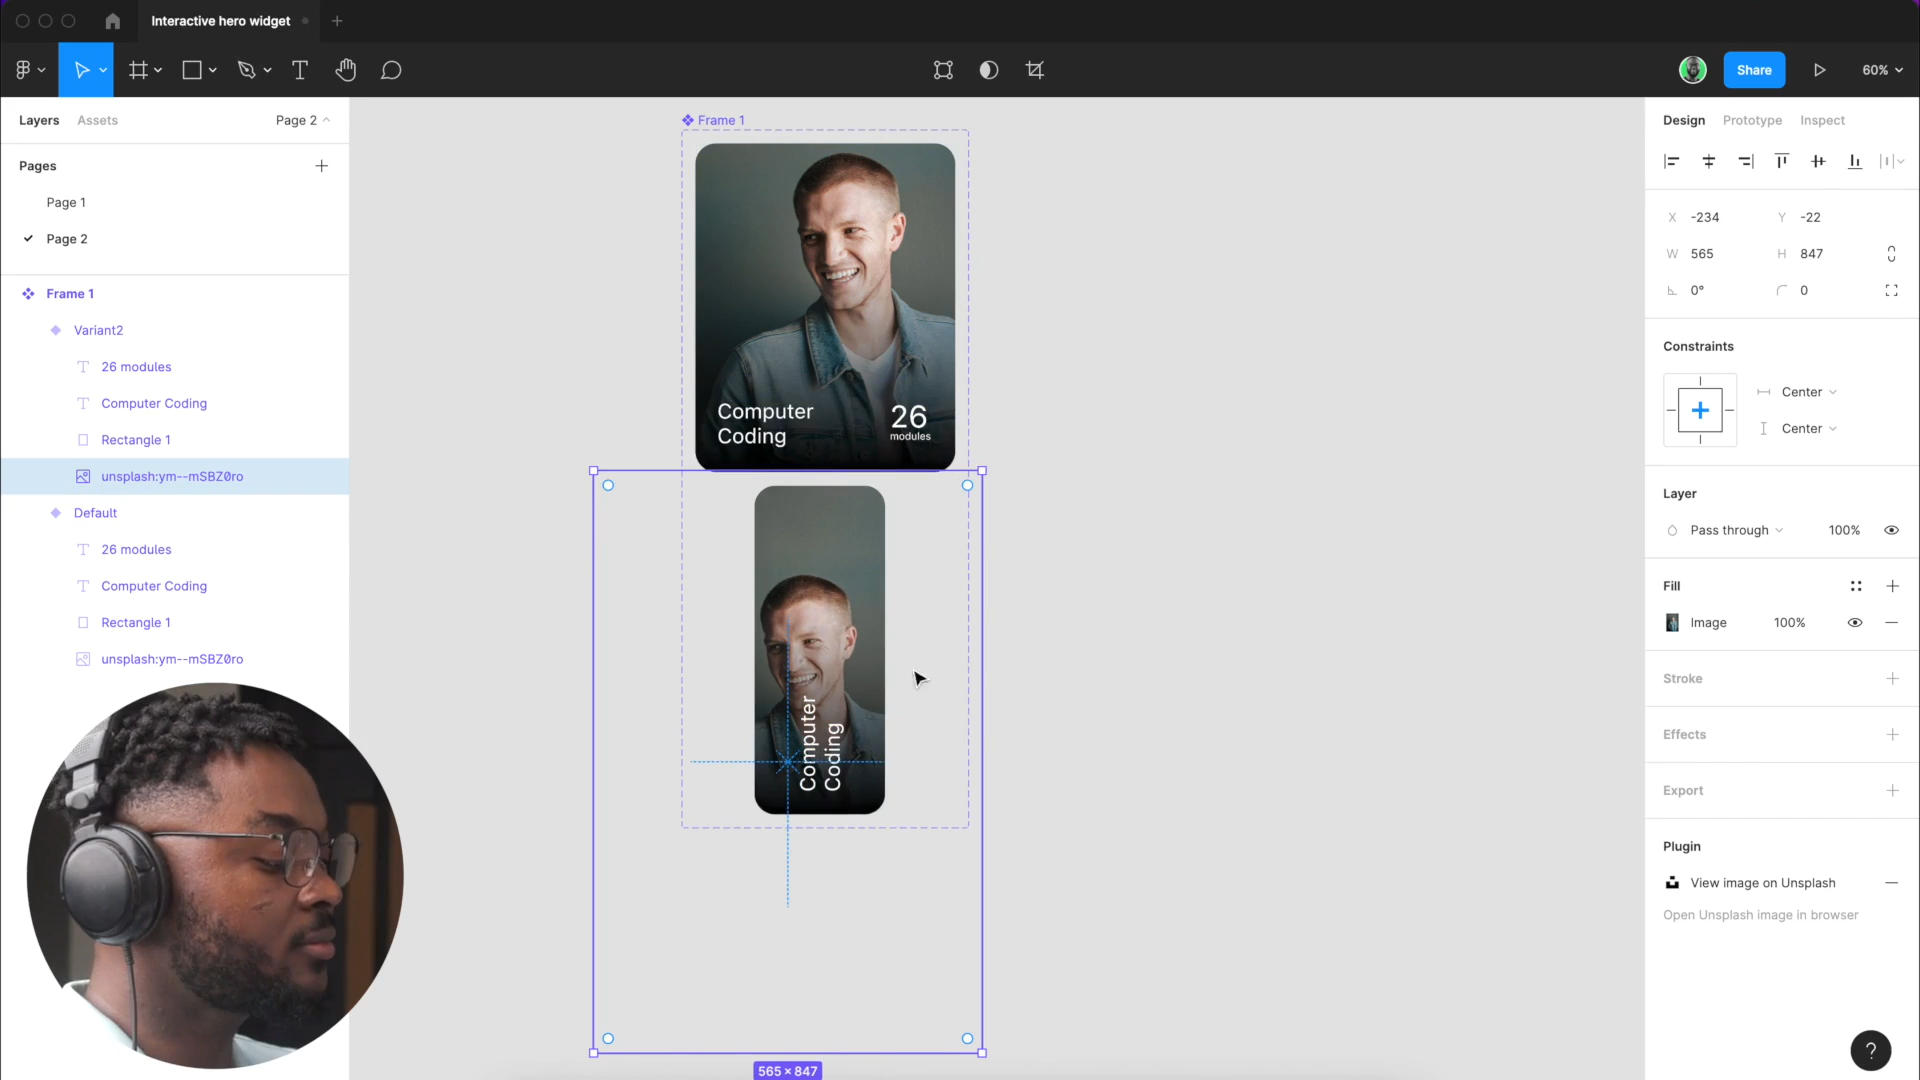 Interactive hero widget
Share
60%
Layers
Assets
Page 2
Pages
Page 1
Page 2
Frame 1
Variant2
26 modules
Computer Coding
Rectangle 1
unsplash:ym--mSBZ0ro
Default
26 modules
Computer Coding
Rectangle 1
unsplash:ym--mSBZ0ro
Frame 1
Computer
Coding
26
modules
Computer
Coding
565 × 847
Design
Prototype
Inspect
X -234
Y -22
W 565
H 847
0°
0
Constraints
Center
Center
Layer
Pass through
100%
Fill
Image
100%
Stroke
Effects
Export
Plugin
View image on Unsplash
Open Unsplash image in browser
?